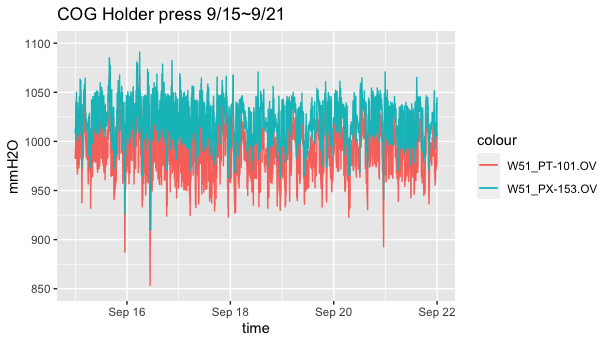 COG Holder press 9/15~9/21
1100
1050
1000
950
900
850
mmH2O
Sep 16
Sep 18
Sep 20
Sep 22
time
colour
W51_PT-101.OV
W51_PX-153.OV